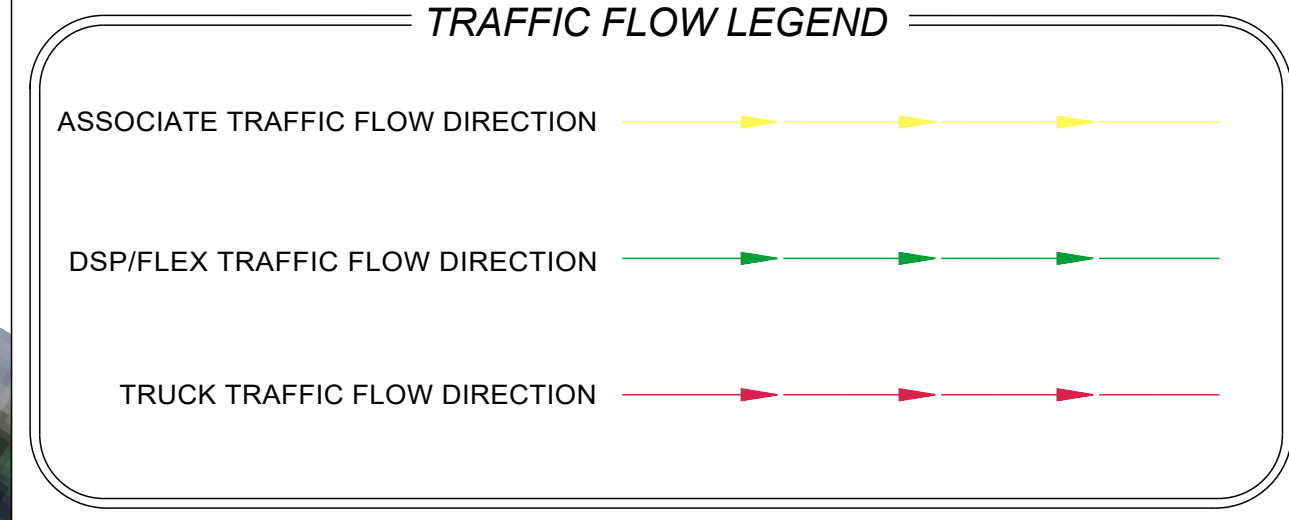 TRAFFIC FLOW LEGEND
ASSOCIATE TRAFFIC FLOW DIRECTION
DSP/FLEX TRAFFIC FLOW DIRECTION
TRUCK TRAFFIC FLOW DIRECTION